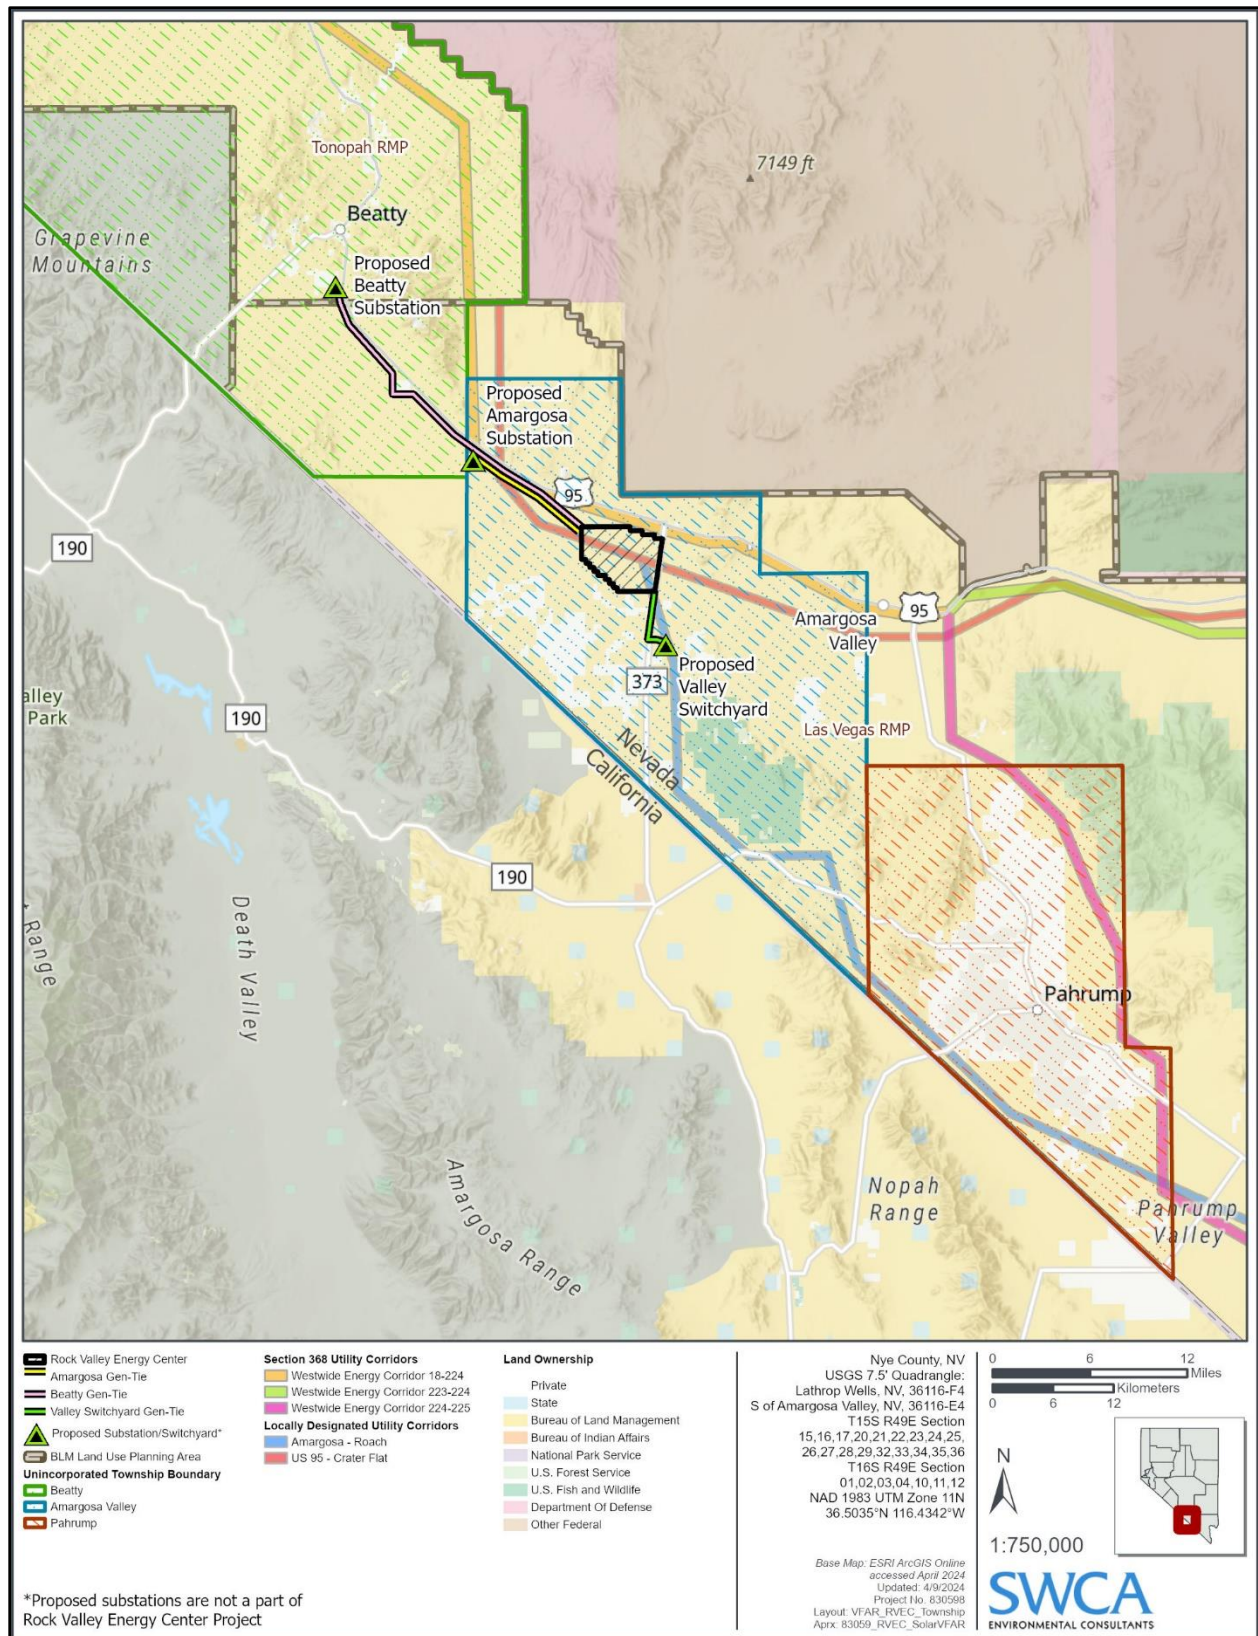 Tonopah RMP
7149 ft
Beatty
Grapevine
Mountains
Proposed
Beatty
Substation
Proposed
Amargosa
Substation
95
190
95
Amargosa
Valley
Proposed
Valley
Switchyard
373
alley
Park
190
Las Vegas RMP
Nevada
California
190
Range
Death Valley
Pahrump
Amargosa Range
Nopah
Range
Pahrump
Valley
Rock Valley Energy Center
Amargosa Gen-Tie
Beatty Gen-Tie
Valley Switchyard Gen-Tie
Proposed Substation/Switchyard*
BLM Land Use Planning Area
Unincorporated Township Boundary
Beatty
Amargosa Valley
Pahrump
*Proposed substations are not a part of
Rock Valley Energy Center Project
Section 368 Utility Corridors
Westwide Energy Corridor 18-224
Westwide Energy Corridor 223-224
Westwide Energy Corridor 224-225
Locally Designated Utility Corridors
Amargosa - Roach
US 95 - Crater Flat
Land Ownership
Private
State
Bureau of Land Management
Bureau of Indian Affairs
National Park Service
U.S. Forest Service
U.S. Fish and Wildlife
Department Of Defense
Other Federal
Nye County, NV
USGS 7.5' Quadrangle:
Lathrop Wells, NV, 36116-F4
S of Amargosa Valley, NV, 36116-E4
T15S R49E Section
15,16,17,20,21,22,23,24,25,
26,27,28,29,32,33,34,35,36
T16S R49E Section
01,02,03,04,10,11,12
NAD 1983 UTM Zone 11N
36.5035°N 116.4342°W
Base Map: ESRI ArcGIS Online
accessed April 2024
Updated: 4/9/2024
Project No. 830598
Layout: VFAR_RVEC_Township
Aprx: 83059_RVEC_SolarVFAR
0 6 12
Miles
Kilometers
0 6 12
N
1:750,000
SWCA
ENVIRONMENTAL CONSULTANTS